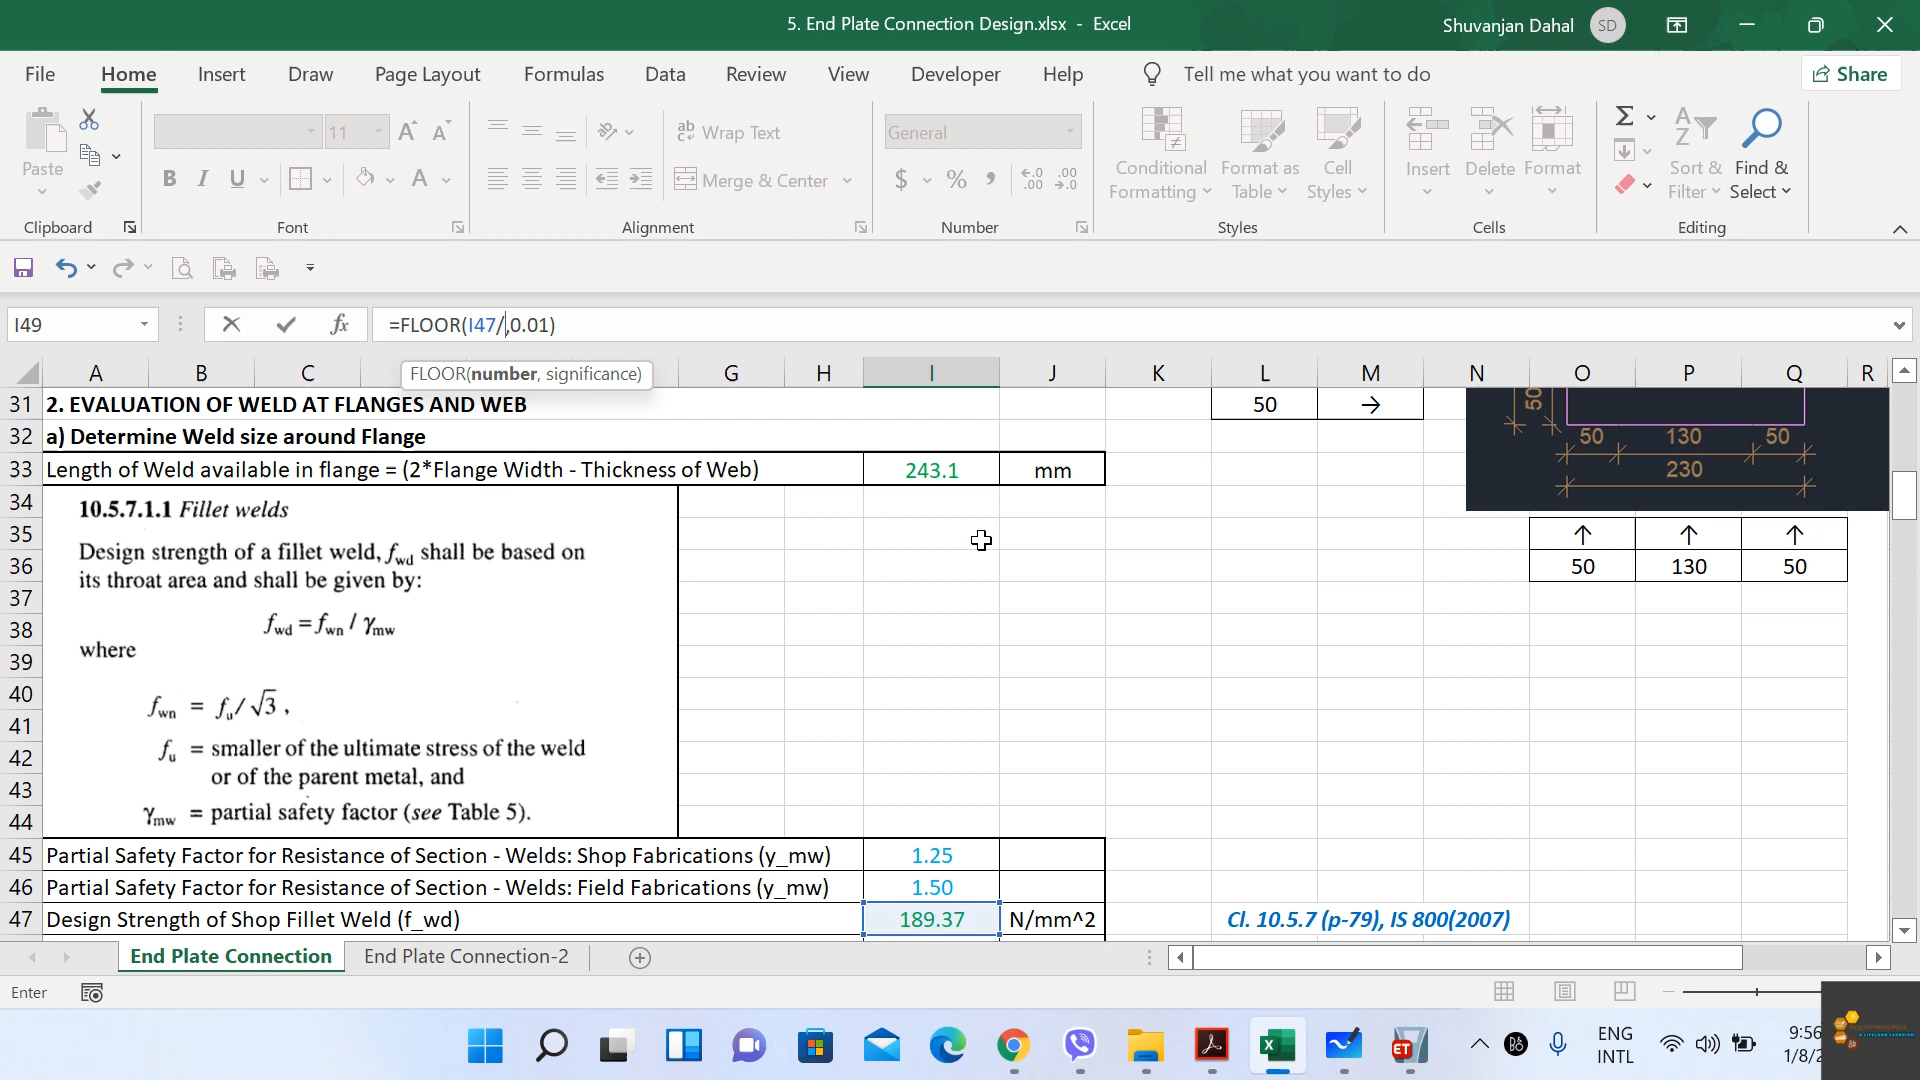 5. End Plate Connection Design.xlsx - Excel
Shuvanjan Dahal SD
File Home Insert Draw Page Layout Formulas Data Review View Developer Help Tell me what you want to do Share
Paste
11 A A
ab Wrap Text
General
Conditional Formatting
Format as Table
Cell Styles
Insert Delete Format
Sort & Filter
Find & Select
B I U A
Merge & Center
$ % , .00 .00
Clipboard Font Alignment Number Styles Cells Editing
I49 fx =FLOOR(I47/,0.01)
FLOOR(number, significance)
A B C G H I J K L M N O P Q R
31 2. EVALUATION OF WELD AT FLANGES AND WEB 50 →
32 a) Determine Weld size around Flange
33 Length of Weld available in flange = (2*Flange Width - Thickness of Web) 243.1 mm
50
50 130 50
230
34 10.5.7.1.1 Fillet welds
35 Design strength of a fillet weld, fwd shall be based on ↑ ↑ ↑
36 its throat area and shall be given by: 50 130 50
37
38 fwd = fwn / γmw
39 where
40 fwn = fu/√3 ,
41
42 fu = smaller of the ultimate stress of the weld
43 or of the parent metal, and
44 γmw = partial safety factor (see Table 5).
45 Partial Safety Factor for Resistance of Section - Welds: Shop Fabrications (y_mw) 1.25
46 Partial Safety Factor for Resistance of Section - Welds: Field Fabrications (y_mw) 1.50
47 Design Strength of Shop Fillet Weld (f_wd) 189.37 N/mm^2 Cl. 10.5.7 (p-79), IS 800(2007)
End Plate Connection End Plate Connection-2
Enter
ENG
INTL
9:56
1/8/2